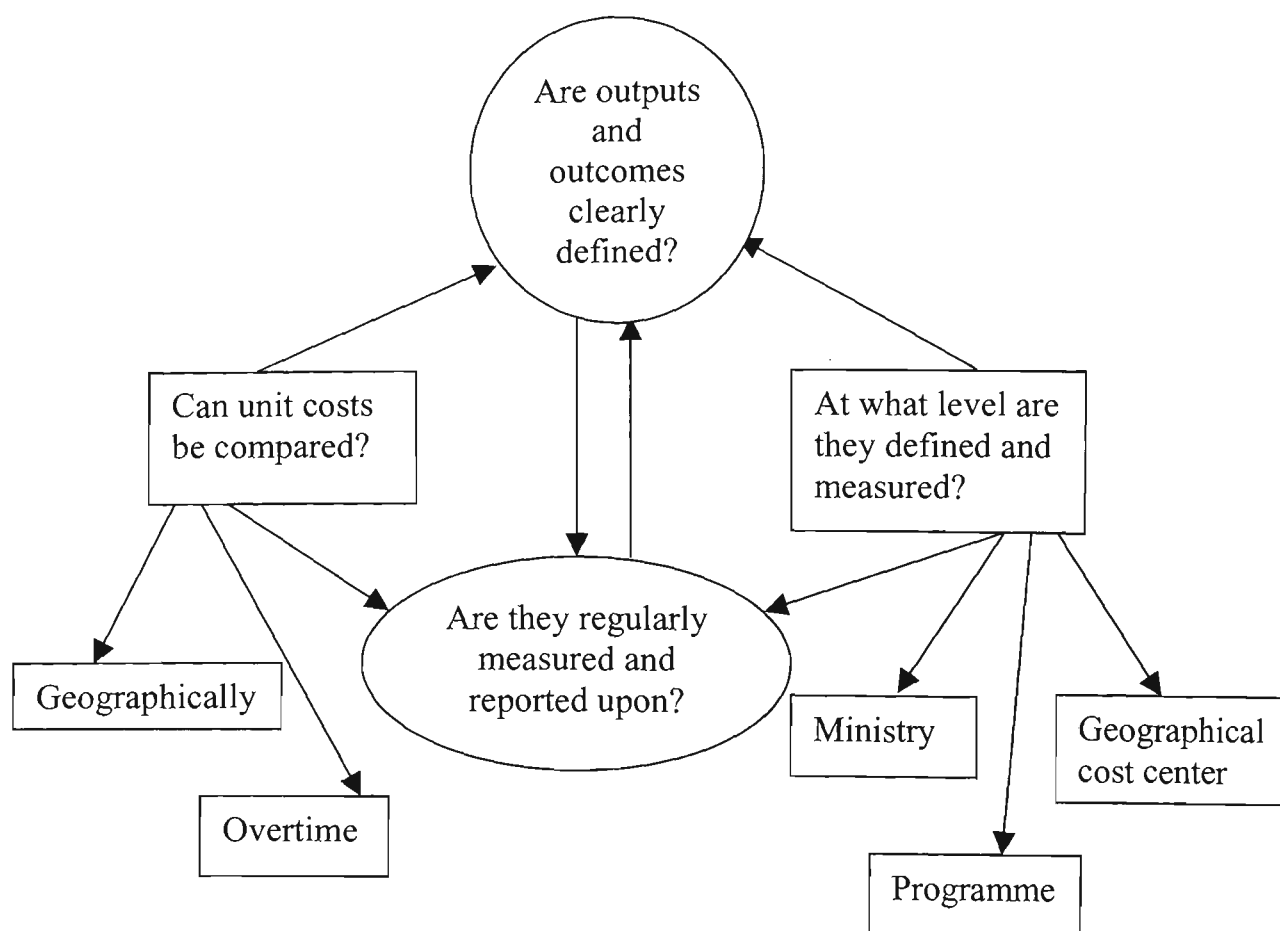 Are outputs
and
outcomes
clearly
defined?
Can unit costs
be compared?
At what level are
they defined and
measured?
Are they regularly
measured and
reported upon?
Geographically
Overtime
Ministry
Geographical
cost center
Programme